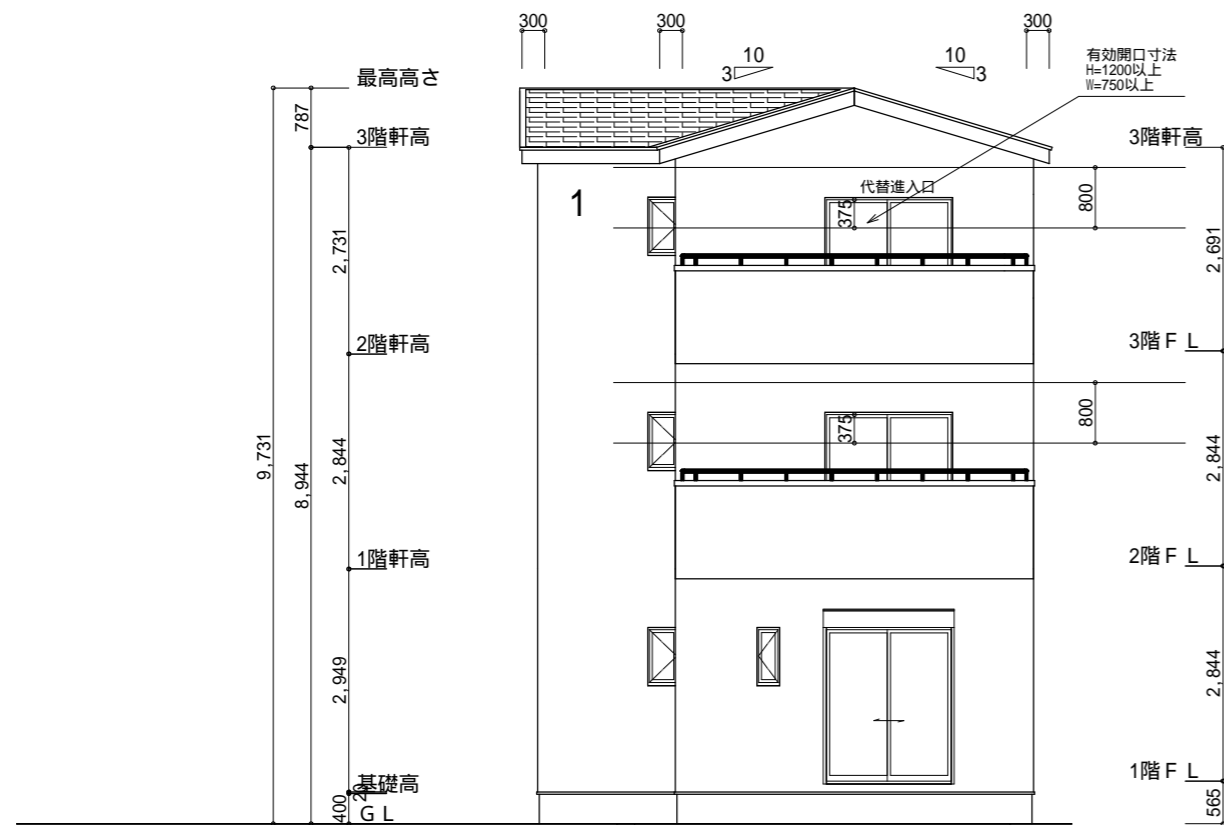 300
300
300
10
3
10
3
有効開口寸法
H=1200以上
W=750以上
最高高さ
787
3階軒高
3階軒高
1
代替進入口
375
800
2,731
2,691
2階軒高
3階ＦＬ
375
800
9,731
8,944
2,844
2,844
1階軒高
2階ＦＬ
2,949
2,844
基礎高
1階ＦＬ
20
400
ＧＬ
565